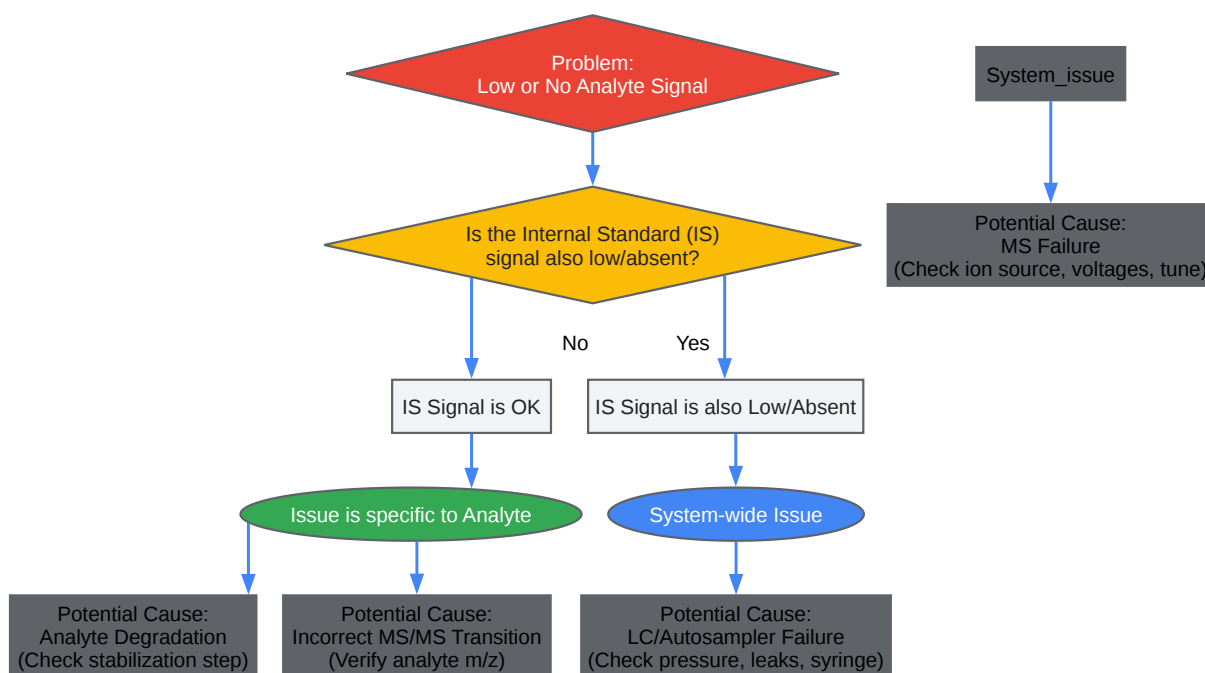 Problem:
Low or No Analyte Signal
System_issue
Is the Internal Standard (IS)
signal also low/absent?
Potential Cause:
MS Failure
(Check ion source, voltages, tune)
No
Yes
IS Signal is OK
IS Signal is also Low/Absent
Issue is specific to Analyte
System-wide Issue
Potential Cause:
Analyte Degradation
(Check stabilization step)
Potential Cause:
Incorrect MS/MS Transition
(Verify analyte m/z)
Potential Cause:
LC/Autosampler Failure
(Check pressure, leaks, syringe)